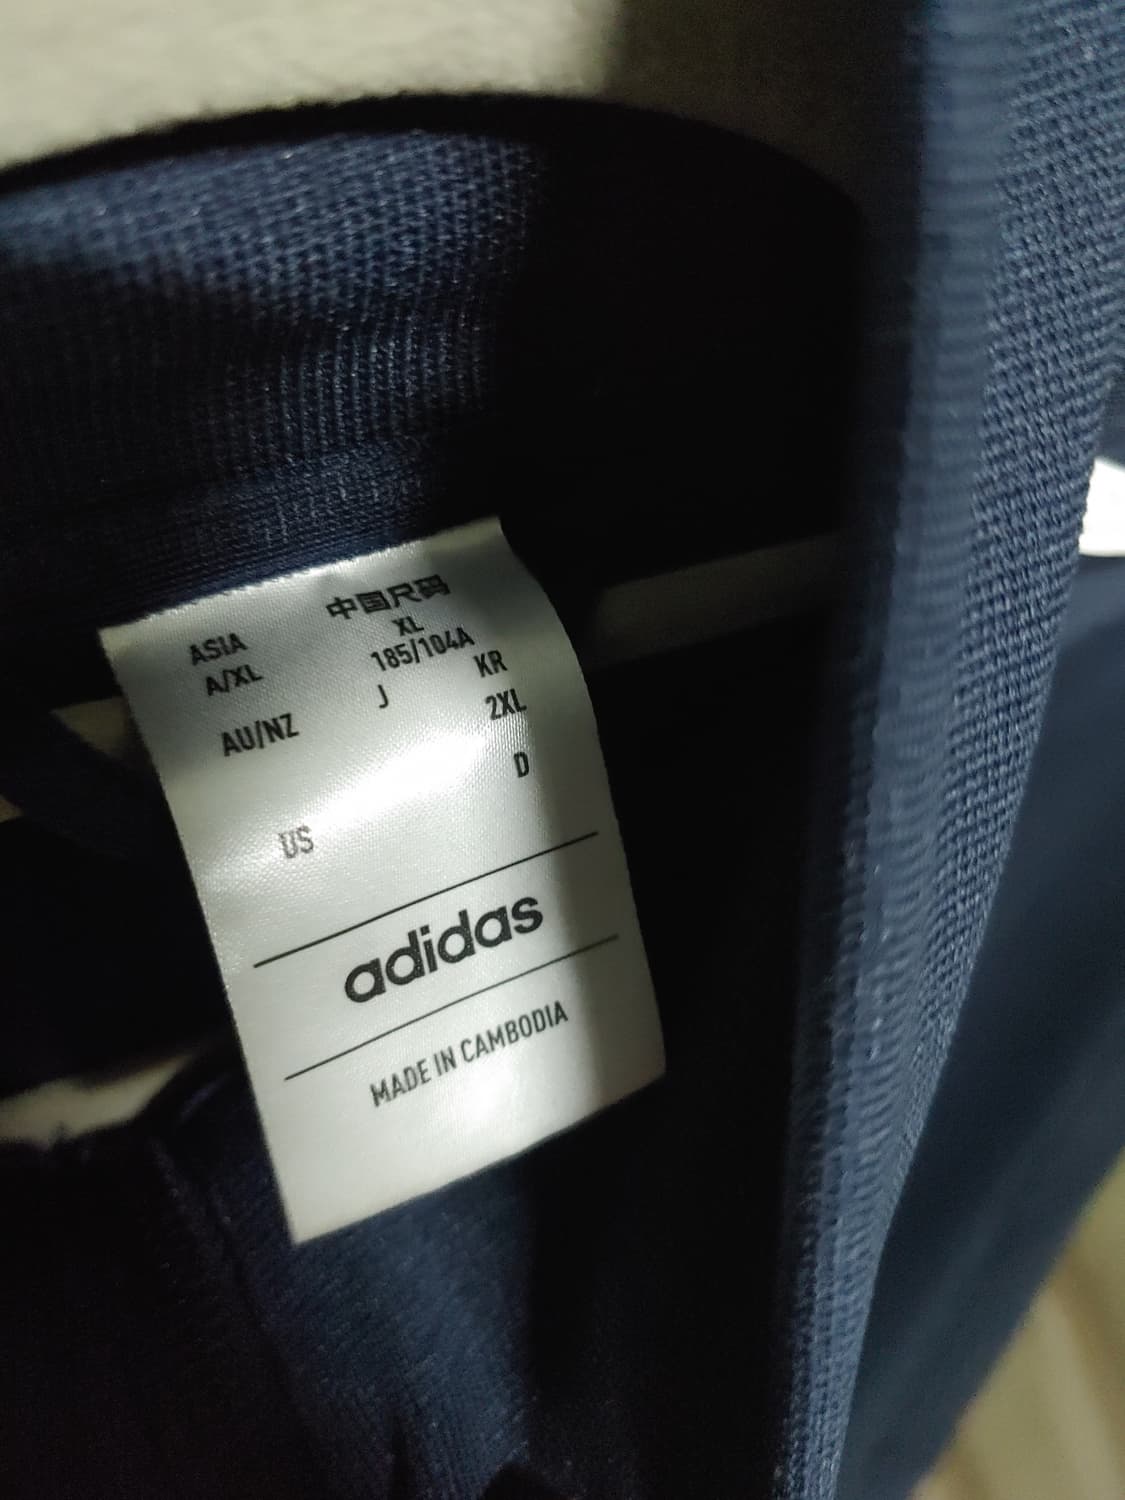 ASIA 中国尺码
A/XL XL
185/104A
AU/NZ J KR
2XL
US D
adidas
MADE IN CAMBODIA